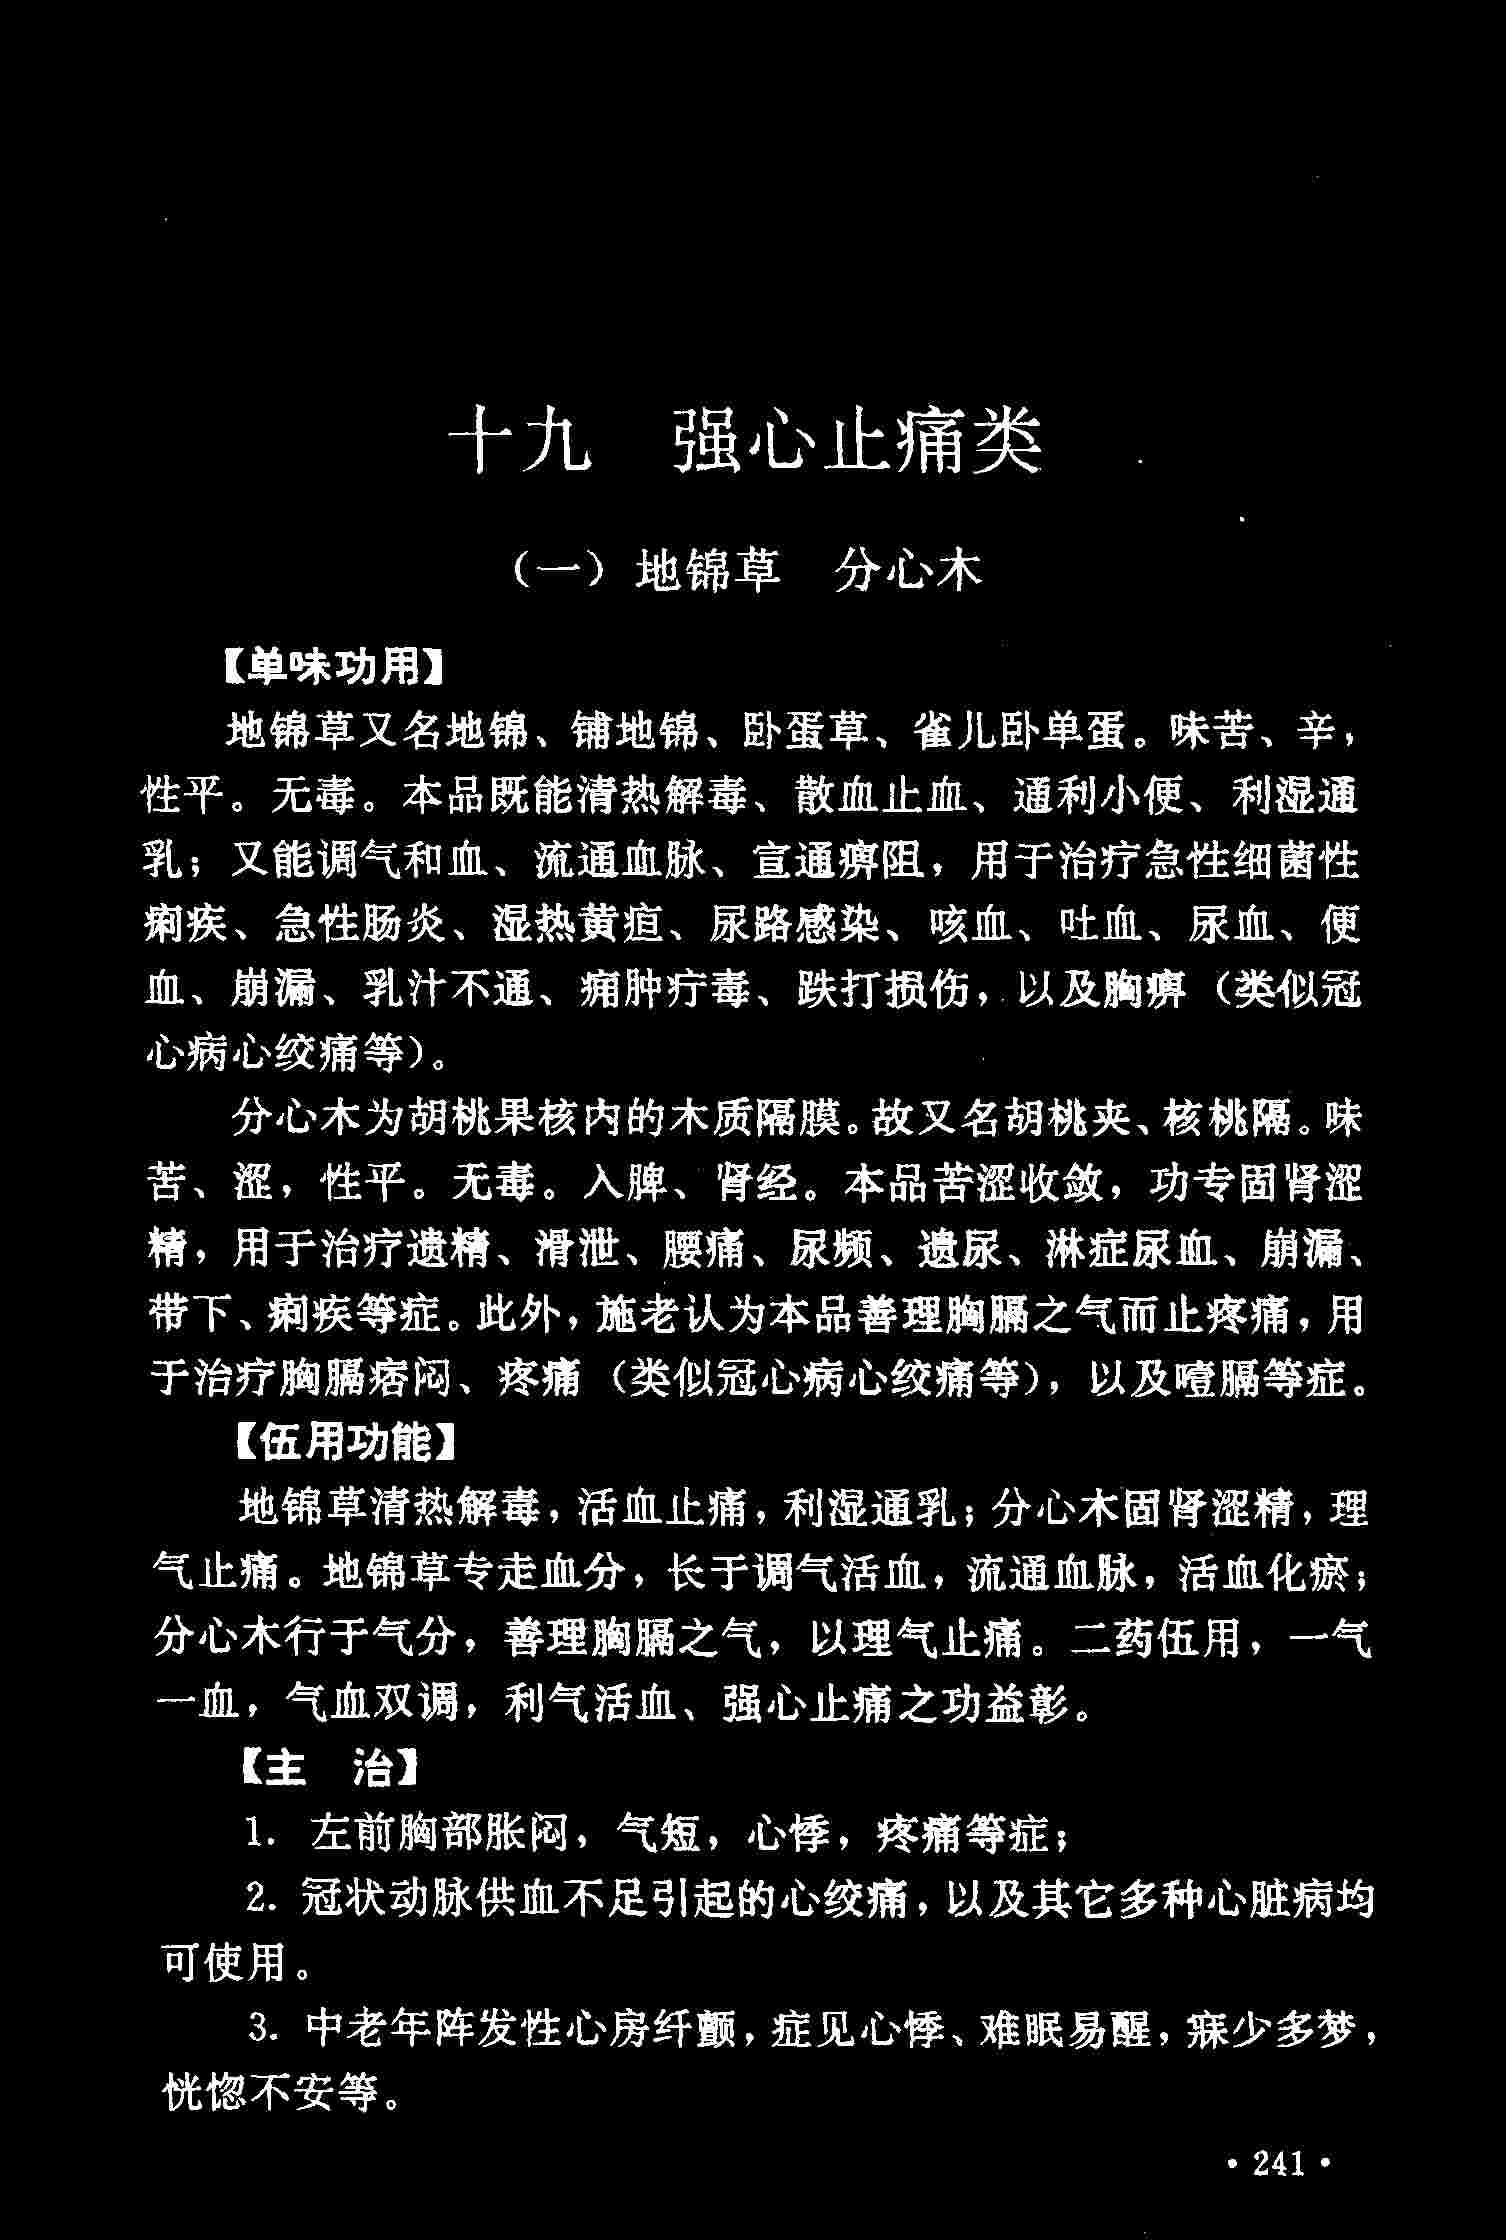 十九　强心止痛类
（一）地锦草　分心木
【单味功用】
地锦草又名地锦、铺地锦、卧蛋草、雀儿卧单蛋。味苦、辛，
性平。无毒。本品既能清热解毒、散血止血、通利小便、利湿通
乳；又能调气和血、流通血脉、宣通痹阻，用于治疗急性细菌性
痢疾、急性肠炎、湿热黄疸、尿路感染、咳血、吐血、尿血、便
血、崩漏、乳汁不通、痈肿疔毒、跌打损伤，以及胸痹（类似冠
心病心绞痛等）。
分心木为胡桃果核内的木质隔膜。故又名胡桃夹、核桃隔。味
苦、涩，性平。无毒。入脾、肾经。本品苦涩收敛，功专固肾涩
精，用于治疗遗精、滑泄、腰痛、尿频、遗尿、淋症尿血、崩漏、
带下、痢疾等症。此外，施老认为本品善理胸膈之气而止疼痛，用
于治疗胸膈痞闷、疼痛（类似冠心病心绞痛等），以及噎膈等症。
【伍用功能】
地锦草清热解毒，活血止痛，利湿通乳；分心木固肾涩精，理
气止痛。地锦草专走血分，长于调气活血，流通血脉，活血化瘀；
分心木行于气分，善理胸膈之气，以理气止痛。二药伍用，一气
一血，气血双调，利气活血、强心止痛之功益彰。
【主　治】
1. 左前胸部胀闷，气短，心悸，疼痛等症；
2. 冠状动脉供血不足引起的心绞痛，以及其它多种心脏病均
可使用。
3. 中老年阵发性心房纤颤，症见心悸、难眠易醒，寐少多梦，
恍惚不安等。
·241·